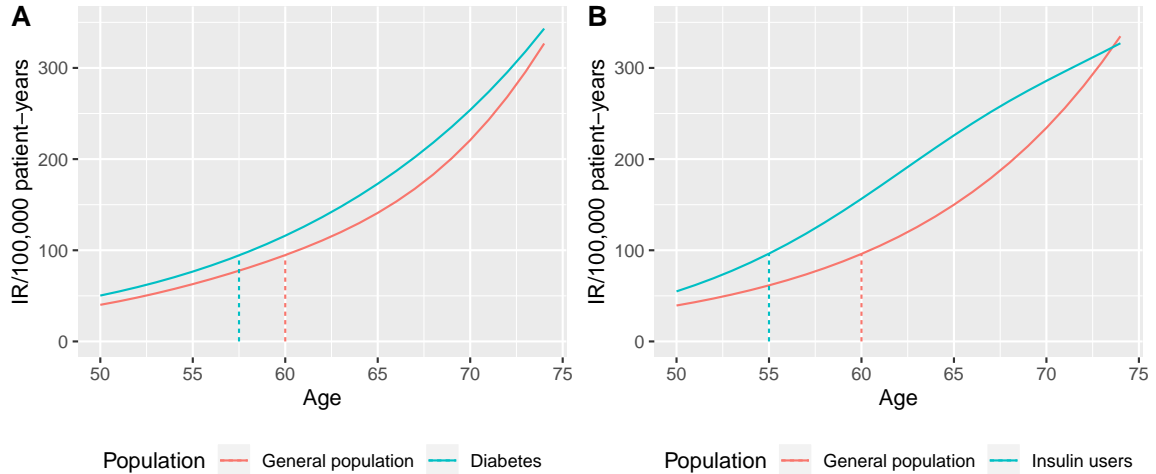 A
IR/100,000 patient−years
300
200
100
0
50 55 60 65 70 75
Age
Population General population Diabetes
B
IR/100,000 patient−years
300
200
100
0
50 55 60 65 70 75
Age
Population General population Insulin users